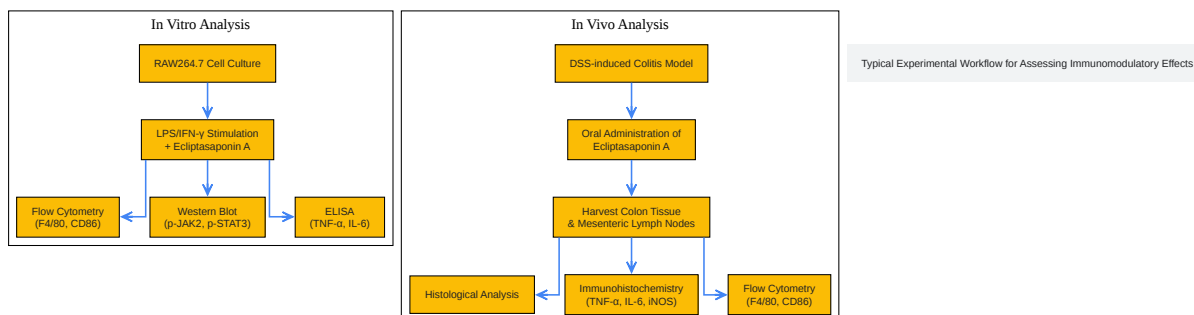 In Vitro Analysis
RAW264.7 Cell Culture
LPS/IFN-γ Stimulation
+ Ecliptasaponin A
Flow Cytometry
(F4/80, CD86)
Western Blot
(p-JAK2, p-STAT3)
ELISA
(TNF-α, IL-6)
In Vivo Analysis
DSS-induced Colitis Model
Oral Administration of
Ecliptasaponin A
Harvest Colon Tissue
& Mesenteric Lymph Nodes
Histological Analysis
Immunohistochemistry
(TNF-α, IL-6, iNOS)
Flow Cytometry
(F4/80, CD86)
Typical Experimental Workflow for Assessing Immunomodulatory Effects